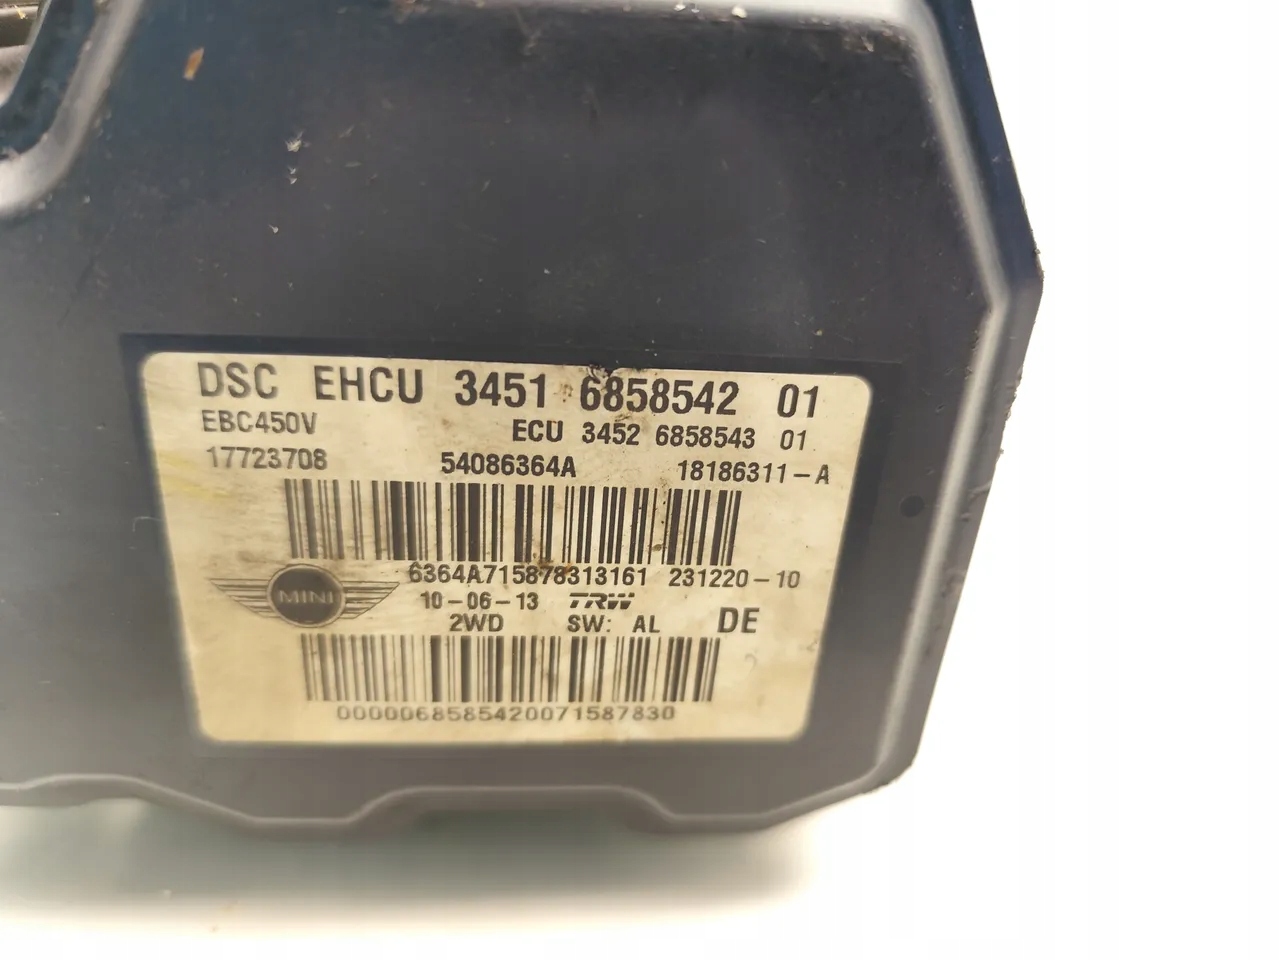 DSC EHCU 3451 6858542 01
EBC450V ECU 3452 6858543 01
17723708 54086364A 18186311-A
6364A715878313161 231220-10
MINI 10-06-13 TRW
2WD SW: AL DE
0000068585420071587830